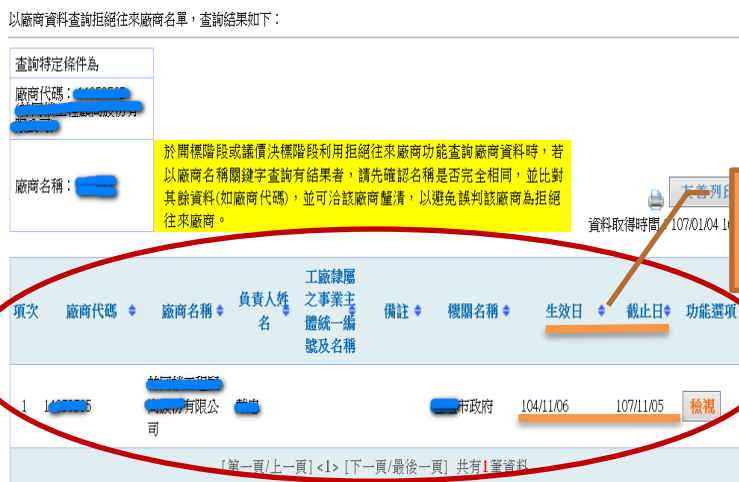 以廠商資料查詢拒絕往來廠商名單，查詢結果如下：
查詢特定條件為
廠商代碼：
廠商名稱：
於開標階段或議價決標階段利用拒絕往來廠商功能查詢廠商資料時，若
以廠商名稱關鍵字查詢有結果者，請先確認名稱是否完全相同，並比對
其餘資料(如廠商代碼)，並可洽該廠商釐清，以避免誤判該廠商為拒絕
往來廠商。
友善列印
資料取得時間：107/01/04
項次 廠商代碼 廠商名稱 負責人姓名 工廠隸屬之事業主體統一編號及名稱 備註 機關名稱 生效日 截止日 功能選項
1 有限公司 市政府 104/11/06 107/11/05 檢視
[第一頁/上一頁] <1> [下一頁/最後一頁] 共有1筆資料